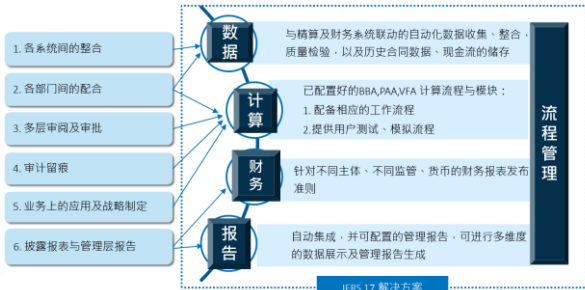 1. 各系统间的整合
2. 各部门间的配合
3. 多层审阅及审批
4. 审计留痕
5. 业务上的应用及战略制定
6. 披露报表与管理层报告
数据
与精算及财务系统联动的自动化数据收集、整合，
质量检验，以及历史合同数据、现金流的储存
计算
已配置好的BBA,PAA,VFA 计算流程与模块：
1. 配备相应的工作流程
2.提供用户测试、模拟流程
财务
针对不同主体、不同监管、货币的财务报表发布
准则
报告
自动集成，并可配置的管理报告，可进行多维度
的数据展示及管理报告生成
流程管理
IFRS 17 解决方案